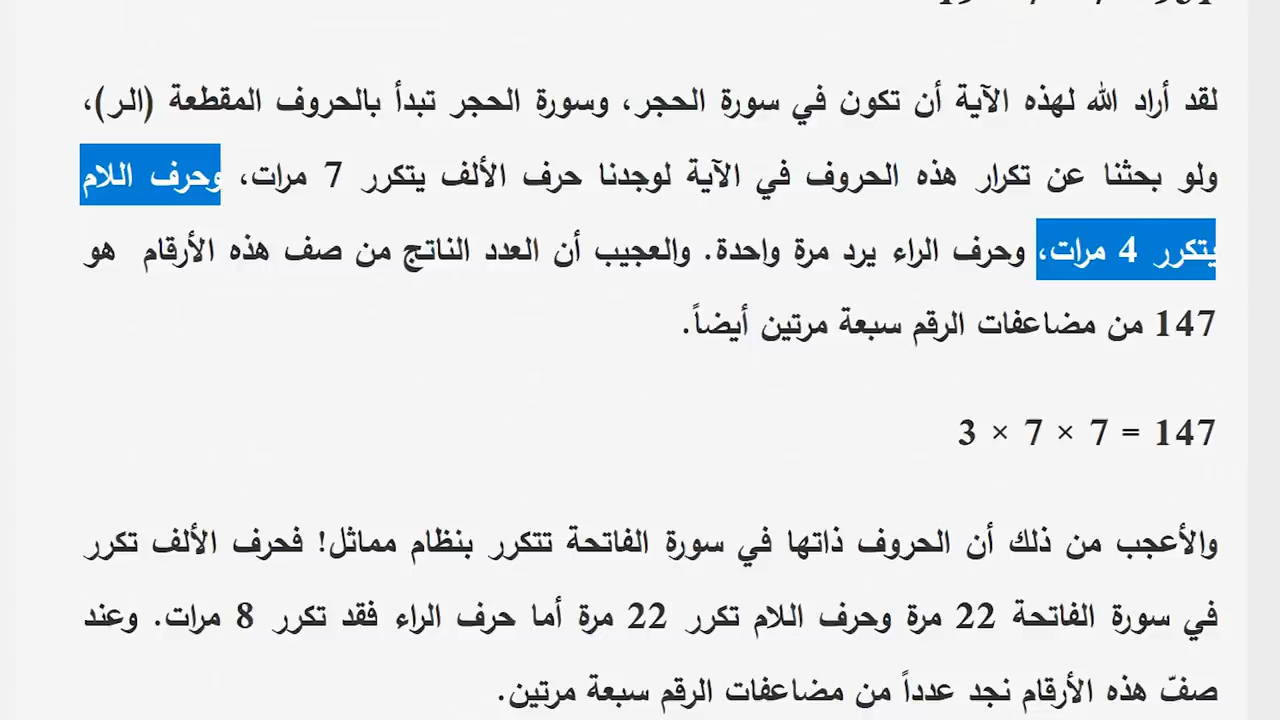 لقد أراد الله لهذه الآية أن تكون في سورة الحجر، وسورة الحجر تبدأ بالحروف المقطعة (الر)،
ولو بحثنا عن تكرار هذه الحروف في الآية لوجدنا حرف الألف يتكرر 7 مرات، وحرف اللام
يتكرر 4 مرات، وحرف الراء يرد مرة واحدة. والعجيب أن العدد الناتج من صف هذه الأرقام هو
147 من مضاعفات الرقم سبعة مرتين أيضاً.
147 = 7 × 7 × 3
والأعجب من ذلك أن الحروف ذاتها في سورة الفاتحة تتكرر بنظام مماثل! فحرف الألف تكرر
في سورة الفاتحة 22 مرة وحرف اللام تكرر 22 مرة أما حرف الراء فقد تكرر 8 مرات. وعند
صفّ هذه الأرقام نجد عدداً من مضاعفات الرقم سبعة مرتين.